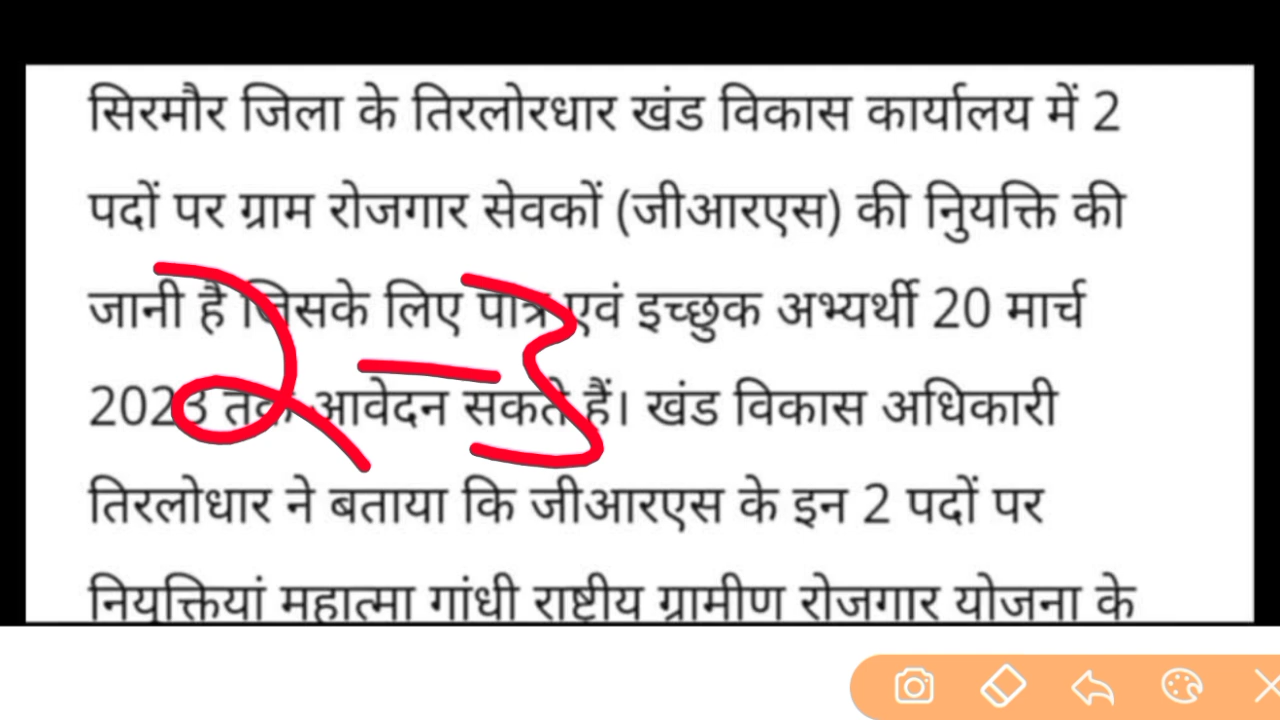 सिरमौर जिला के तिरलोरधार खंड विकास कार्यालय में 2
पदों पर ग्राम रोजगार सेवकों (जीआरएस) की नियुक्ति की
जानी है जिसके लिए पात्र एवं इच्छुक अभ्यर्थी 20 मार्च
2023 तक आवेदन सकते हैं। खंड विकास अधिकारी
2-3
तिरलोधार ने बताया कि जीआरएस के इन 2 पदों पर
नियुक्तियां महात्मा गांधी राष्ट्रीय ग्रामीण रोजगार योजना के